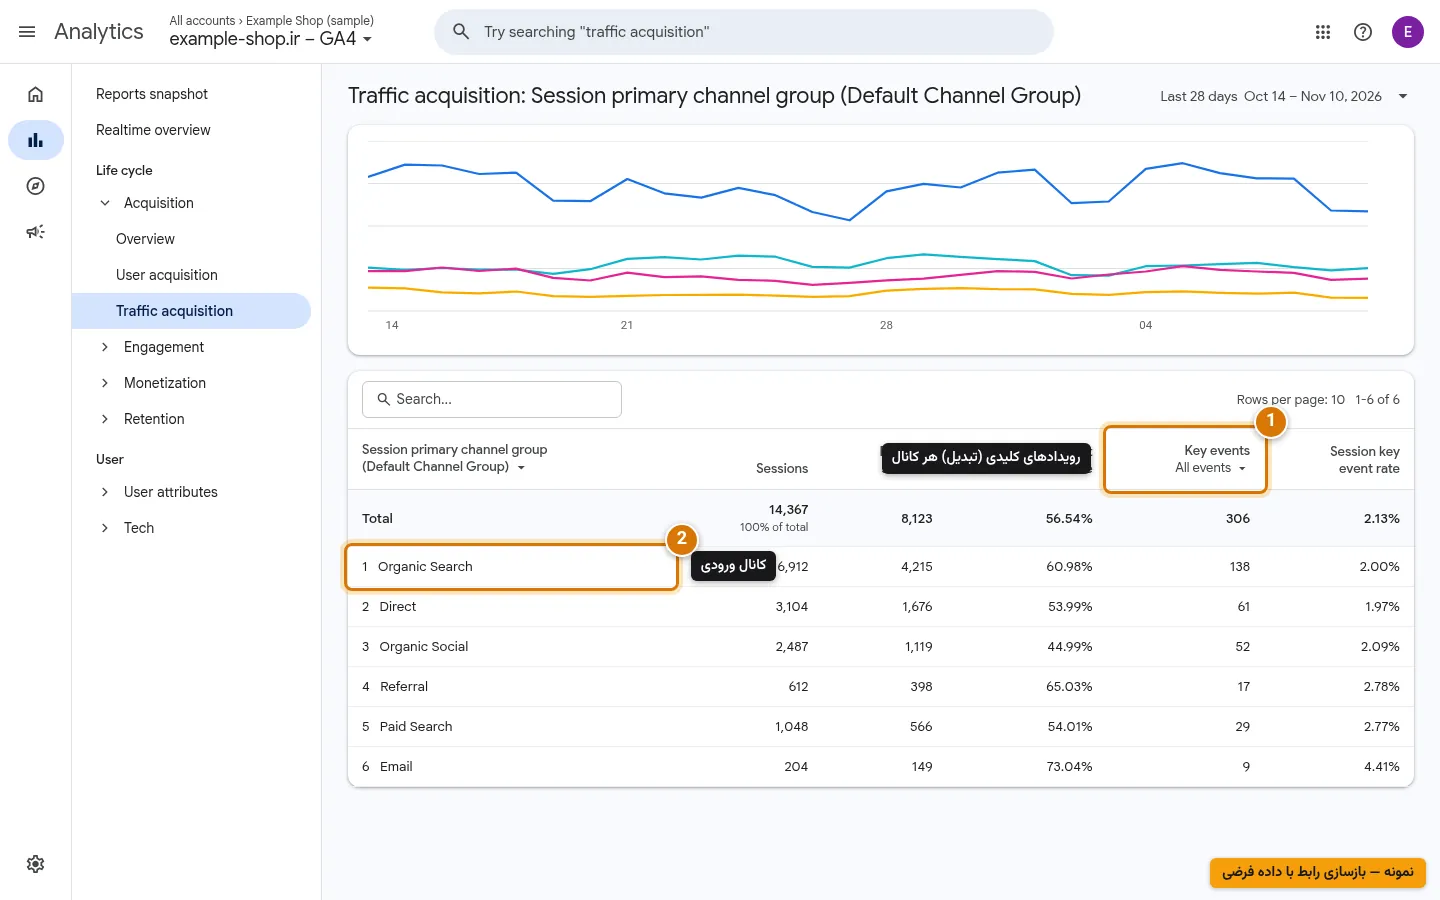 Analytics
All accounts › Example Shop (sample)
example-shop.ir – GA4
Try searching "traffic acquisition"
E
Reports snapshot
Realtime overview
Life cycle
Acquisition
Overview
User acquisition
Traffic acquisition
Engagement
Monetization
Retention
User
User attributes
Tech
Traffic acquisition: Session primary channel group (Default Channel Group)
Last 28 days Oct 14 – Nov 10, 2026
14 21 28 04
Search...
Rows per page: 10 1-6 of 6
1
Session primary channel group
(Default Channel Group)
Sessions
رویدادهای کلیدی (تبدیل) هر کانال
Key events
All events
Session key
event rate
Total 14,367 8,123 56.54% 306 2.13%
100% of total
2
کانال ورودی
1 Organic Search 6,912 4,215 60.98% 138 2.00%
2 Direct 3,104 1,676 53.99% 61 1.97%
3 Organic Social 2,487 1,119 44.99% 52 2.09%
4 Referral 612 398 65.03% 17 2.78%
5 Paid Search 1,048 566 54.01% 29 2.77%
6 Email 204 149 73.04% 9 4.41%
نمونه – بازسازی رابط با داده فرضی